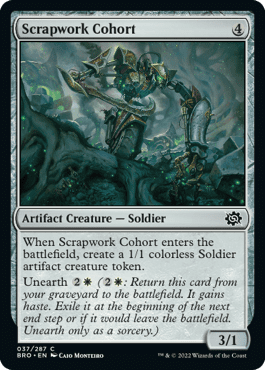 Scrapwork Cohort 4
Artifact Creature — Soldier
When Scrapwork Cohort enters the
battlefield, create a 1/1 colorless Soldier
artifact creature token.
Unearth 2 (2 : Return this card from
your graveyard to the battlefield. It gains
haste. Exile it at the beginning of the next
end step or if it would leave the battlefield.
Unearth only as a sorcery.)
3/1
037/287 C
BRO • EN CAIO MONTEIRO
™ & © 2022 Wizards of the Coast